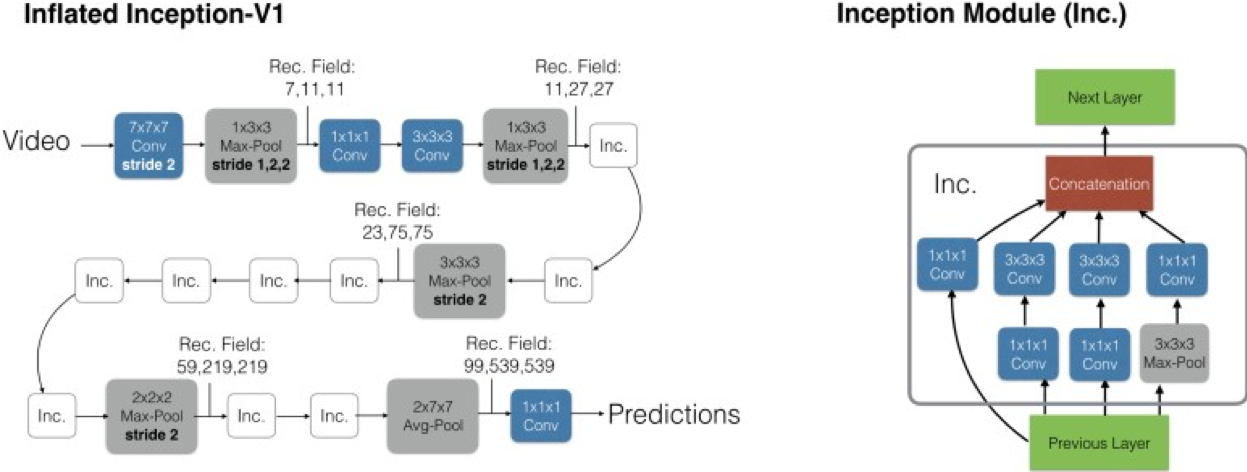 Inflated Inception-V1
Rec. Field:
7,11,11
Rec. Field:
11,27,27
Video
7x7x7
Conv
stride 2
1x3x3
Max-Pool
stride 1,2,2
1x1x1
Conv
3x3x3
Conv
1x3x3
Max-Pool
stride 1,2,2
Inc.
Rec. Field:
23,75,75
Inc.
Inc.
Inc.
Inc.
3x3x3
Max-Pool
stride 2
Inc.
Rec. Field:
59,219,219
Rec. Field:
99,539,539
Inc.
2x2x2
Max-Pool
stride 2
Inc.
Inc.
2x7x7
Avg-Pool
1x1x1
Conv
Predictions
Inception Module (Inc.)
Next Layer
Inc.
Concatenation
1x1x1
Conv
3x3x3
Conv
3x3x3
Conv
1x1x1
Conv
1x1x1
Conv
1x1x1
Conv
3x3x3
Max-Pool
Previous Layer